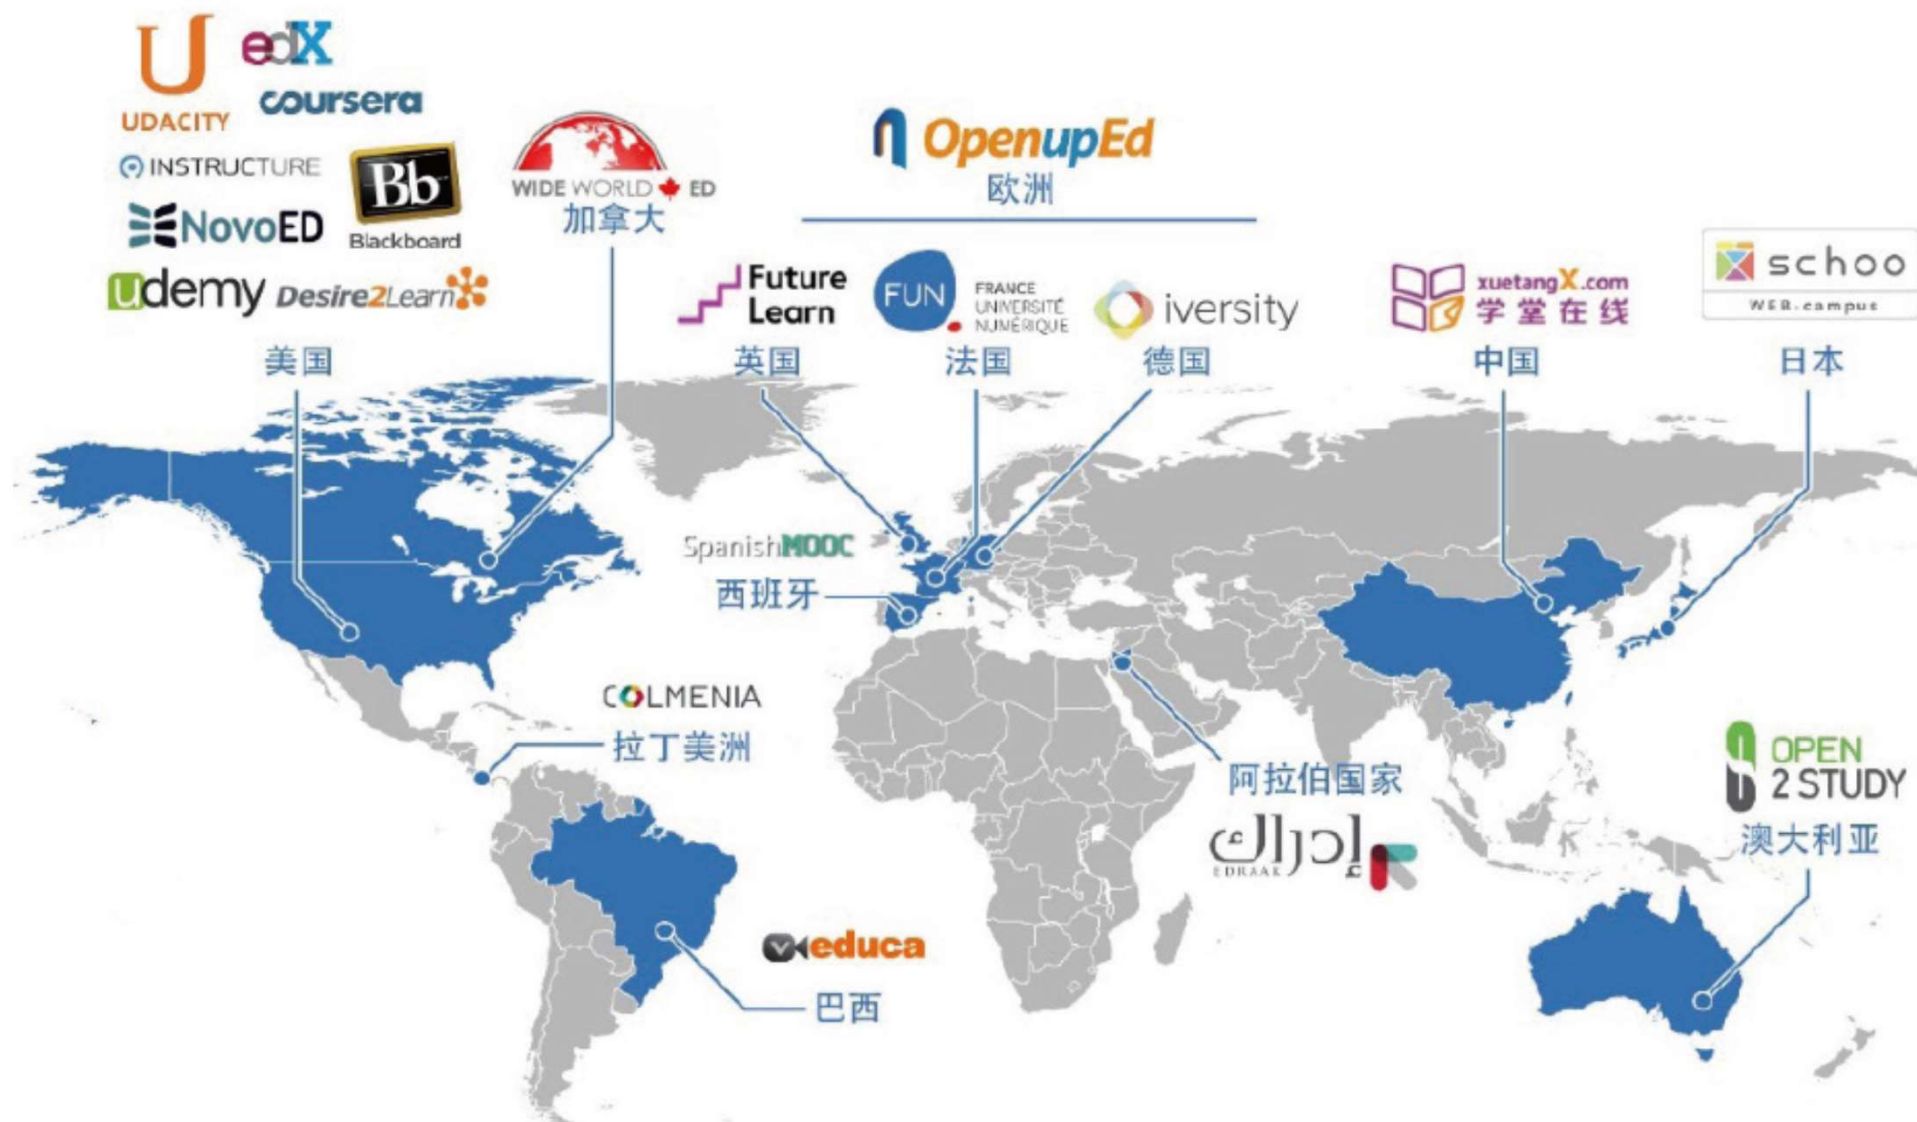 UDACITY
edX
coursera
INSTRUCTURE
Bb
Blackboard
NovoED
udemy
Desire2Learn
美国
WIDE WORLD ED
加拿大
OpenupEd
欧洲
Future
Learn
英国
FUN
FRANCE
UNIVERSITÉ
NUMÉRIQUE
法国
iversity
德国
xuetangX.com
学堂在线
中国
schoo
WEB-campus
日本
SpanishMOOC
西班牙
COLMENIA
拉丁美洲
阿拉伯国家
إدراك
EDRAAK
OPEN
2 STUDY
澳大利亚
veduca
巴西